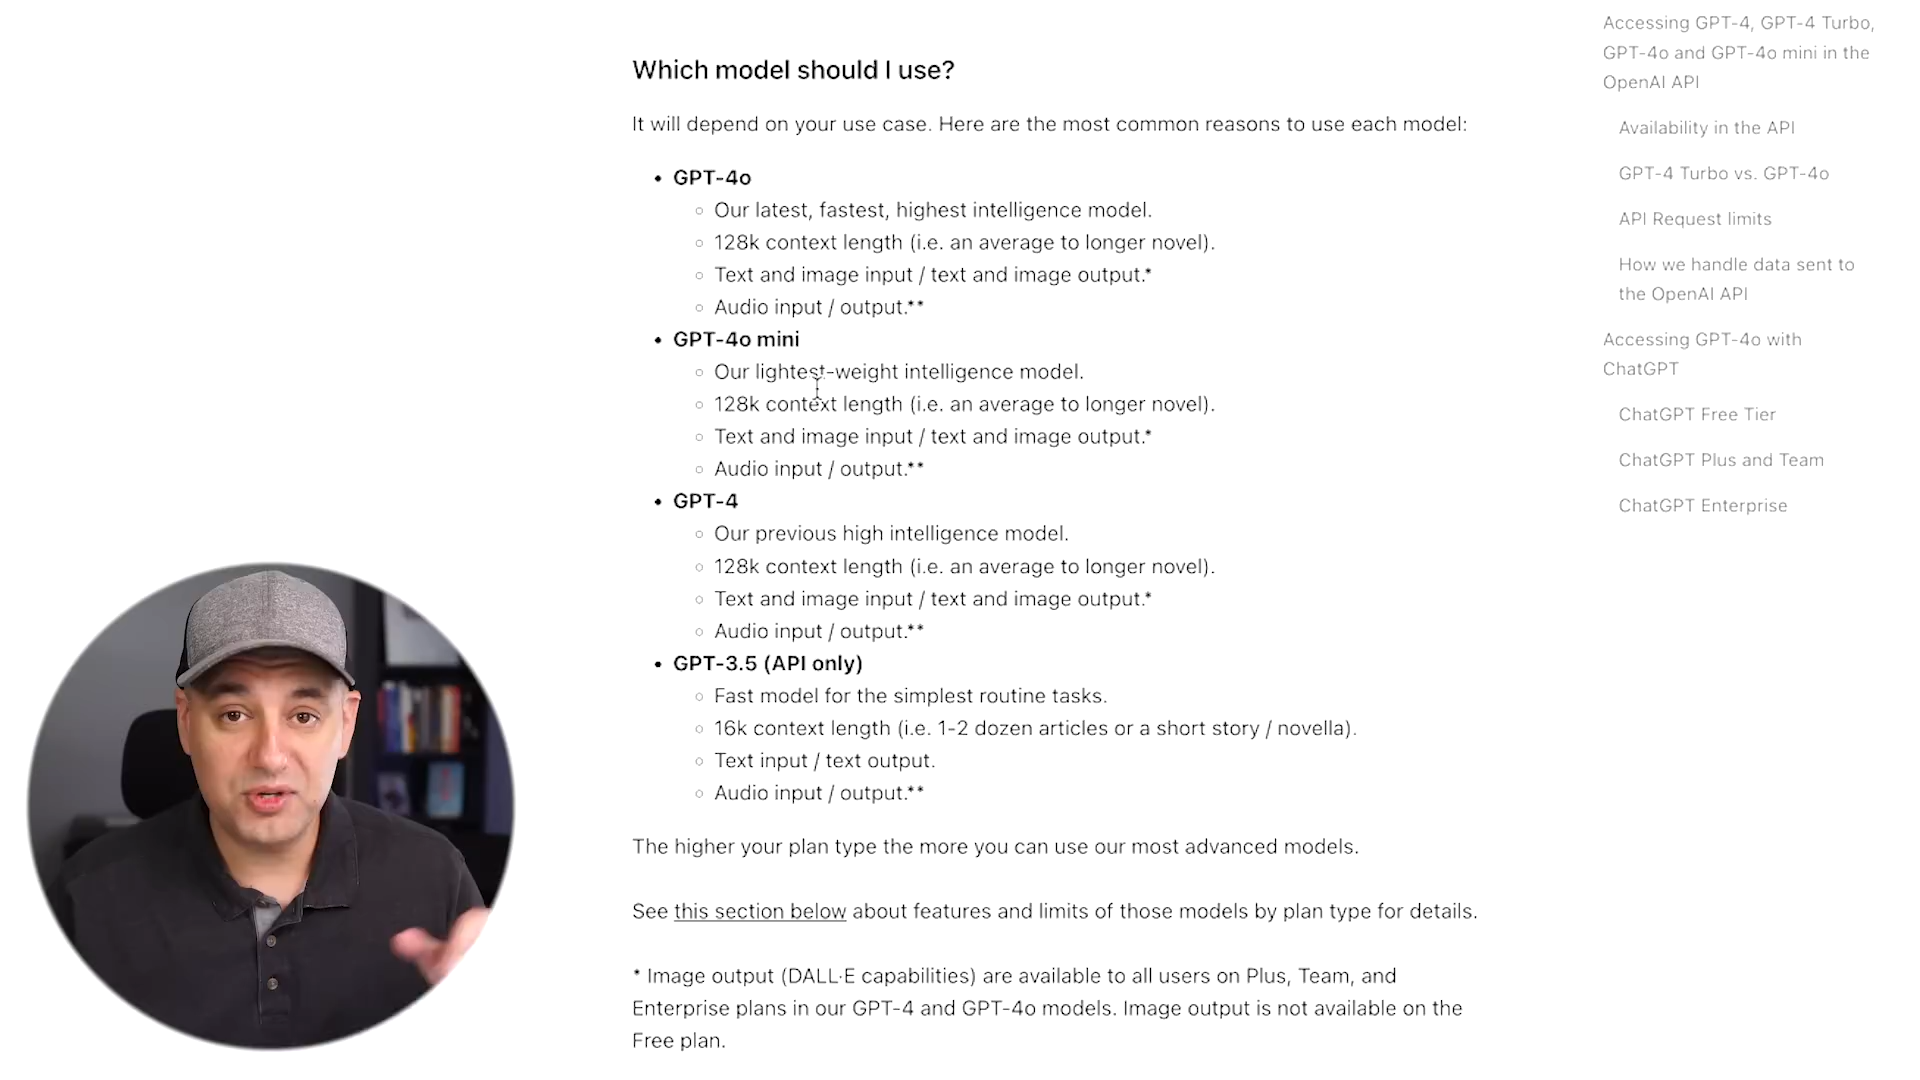 Which model should I use?
It will depend on your use case. Here are the most common reasons to use each model:
• GPT-4o
○ Our latest, fastest, highest intelligence model.
○ 128k context length (i.e. an average to longer novel).
○ Text and image input / text and image output.*
○ Audio input / output.**
• GPT-4o mini
○ Our lightest-weight intelligence model.
○ 128k context length (i.e. an average to longer novel).
○ Text and image input / text and image output.*
○ Audio input / output.**
• GPT-4
○ Our previous high intelligence model.
○ 128k context length (i.e. an average to longer novel).
○ Text and image input / text and image output.*
○ Audio input / output.**
• GPT-3.5 (API only)
○ Fast model for the simplest routine tasks.
○ 16k context length (i.e. 1-2 dozen articles or a short story / novella).
○ Text input / text output.
○ Audio input / output.**
The higher your plan type the more you can use our most advanced models.
See this section below about features and limits of those models by plan type for details.
* Image output (DALL·E capabilities) are available to all users on Plus, Team, and
Enterprise plans in our GPT-4 and GPT-4o models. Image output is not available on the
Free plan.
Accessing GPT-4, GPT-4 Turbo,
GPT-4o and GPT-4o mini in the
OpenAI API
Availability in the API
GPT-4 Turbo vs. GPT-4o
API Request limits
How we handle data sent to
the OpenAI API
Accessing GPT-4o with
ChatGPT
ChatGPT Free Tier
ChatGPT Plus and Team
ChatGPT Enterprise